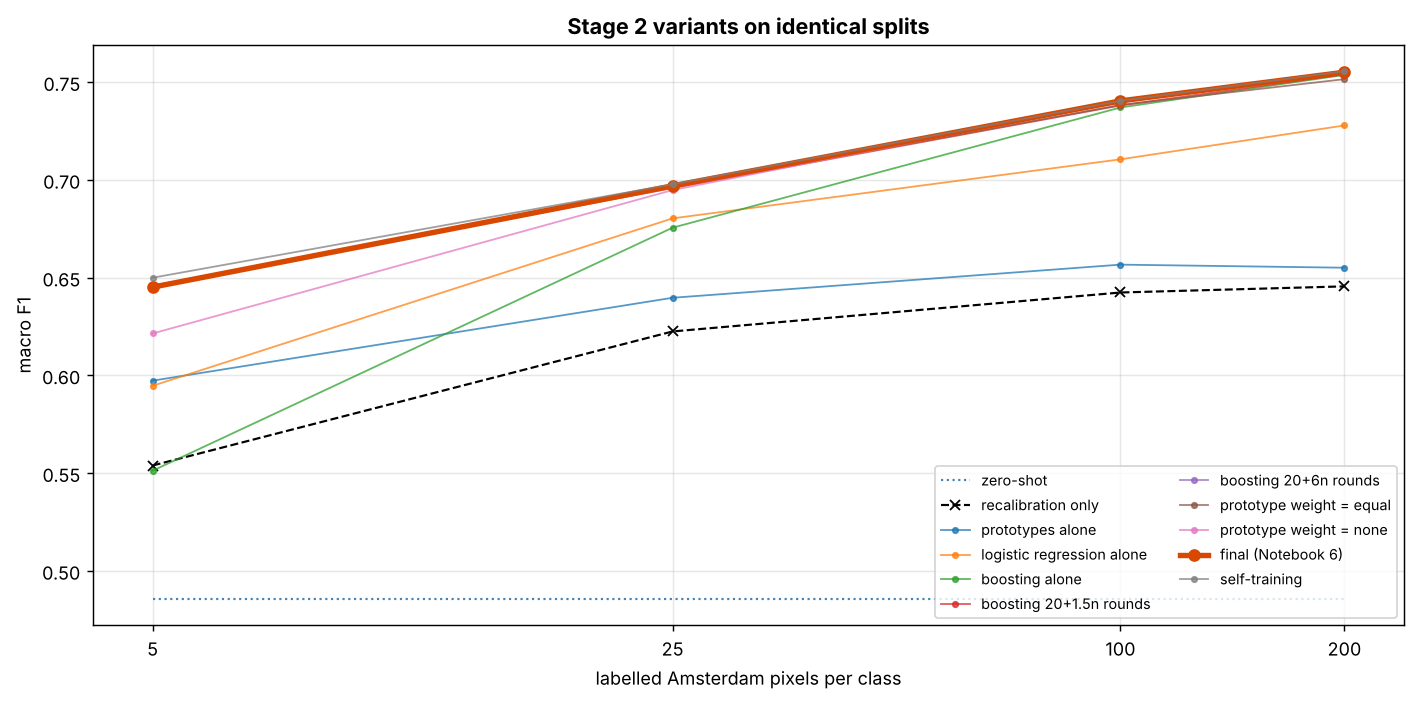 Stage 2 variants on identical splits
macro F1
0.75
0.70
0.65
0.60
0.55
0.50
5
25
100
200
labelled Amsterdam pixels per class
zero-shot
recalibration only
prototypes alone
logistic regression alone
boosting alone
boosting 20+1.5n rounds
boosting 20+6n rounds
prototype weight = equal
prototype weight = none
final (Notebook 6)
self-training